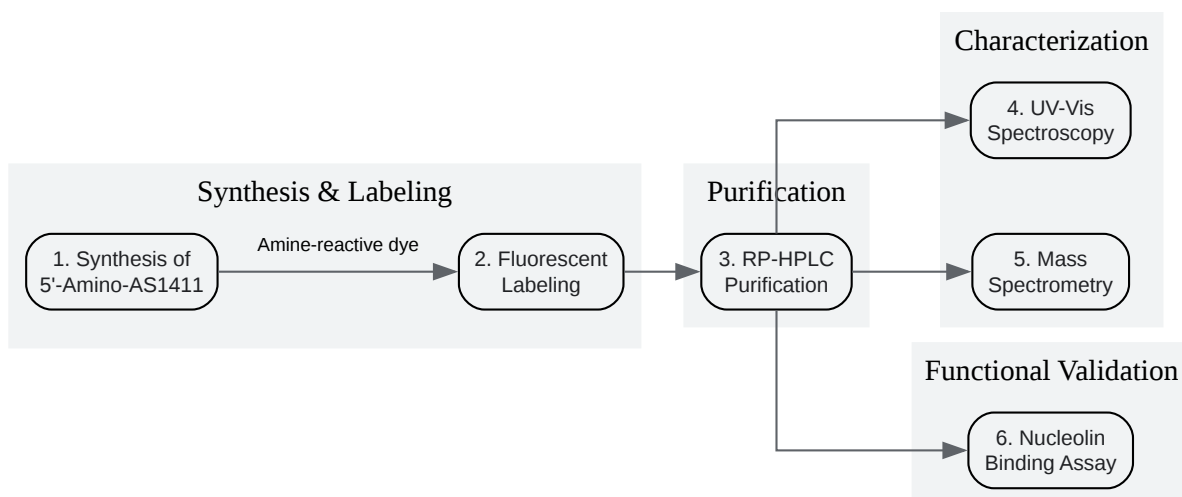 Characterization
4. UV-Vis
Spectroscopy
Synthesis & Labeling
Purification
1. Synthesis of
5'-Amino-AS1411
Amine-reactive dye
2. Fluorescent
Labeling
3. RP-HPLC
Purification
5. Mass
Spectrometry
Functional Validation
6. Nucleolin
Binding Assay